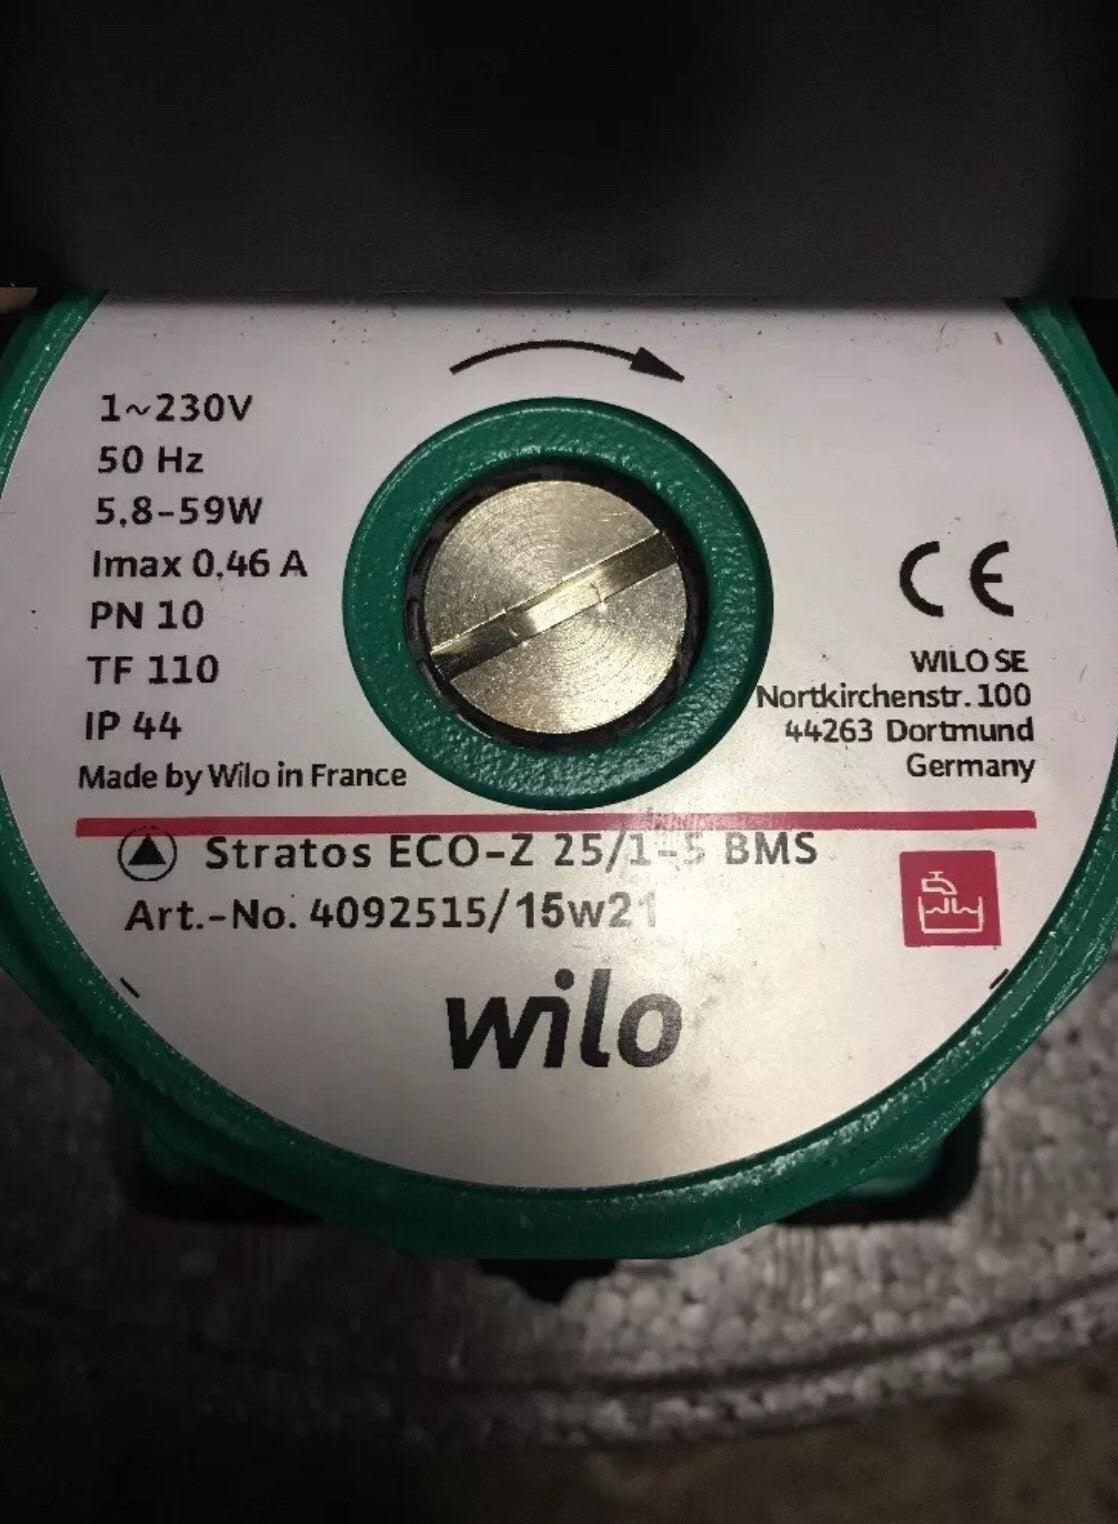 1~230V
50 Hz
5,8-59W
Imax 0,46 A
PN 10
TF 110
IP 44
Made by Wilo in France
CE
WILO SE
Nortkirchenstr. 100
44263 Dortmund
Germany
Stratos ECO-Z 25/1-5 BMS
Art.-No. 4092515/15w21
wilo